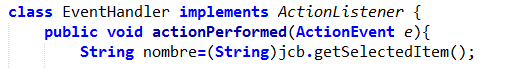 class EventHandler implements ActionListener {
public void actionPerformed(ActionEvent e){
String nombre=(String)jcb.getSelectedItem();